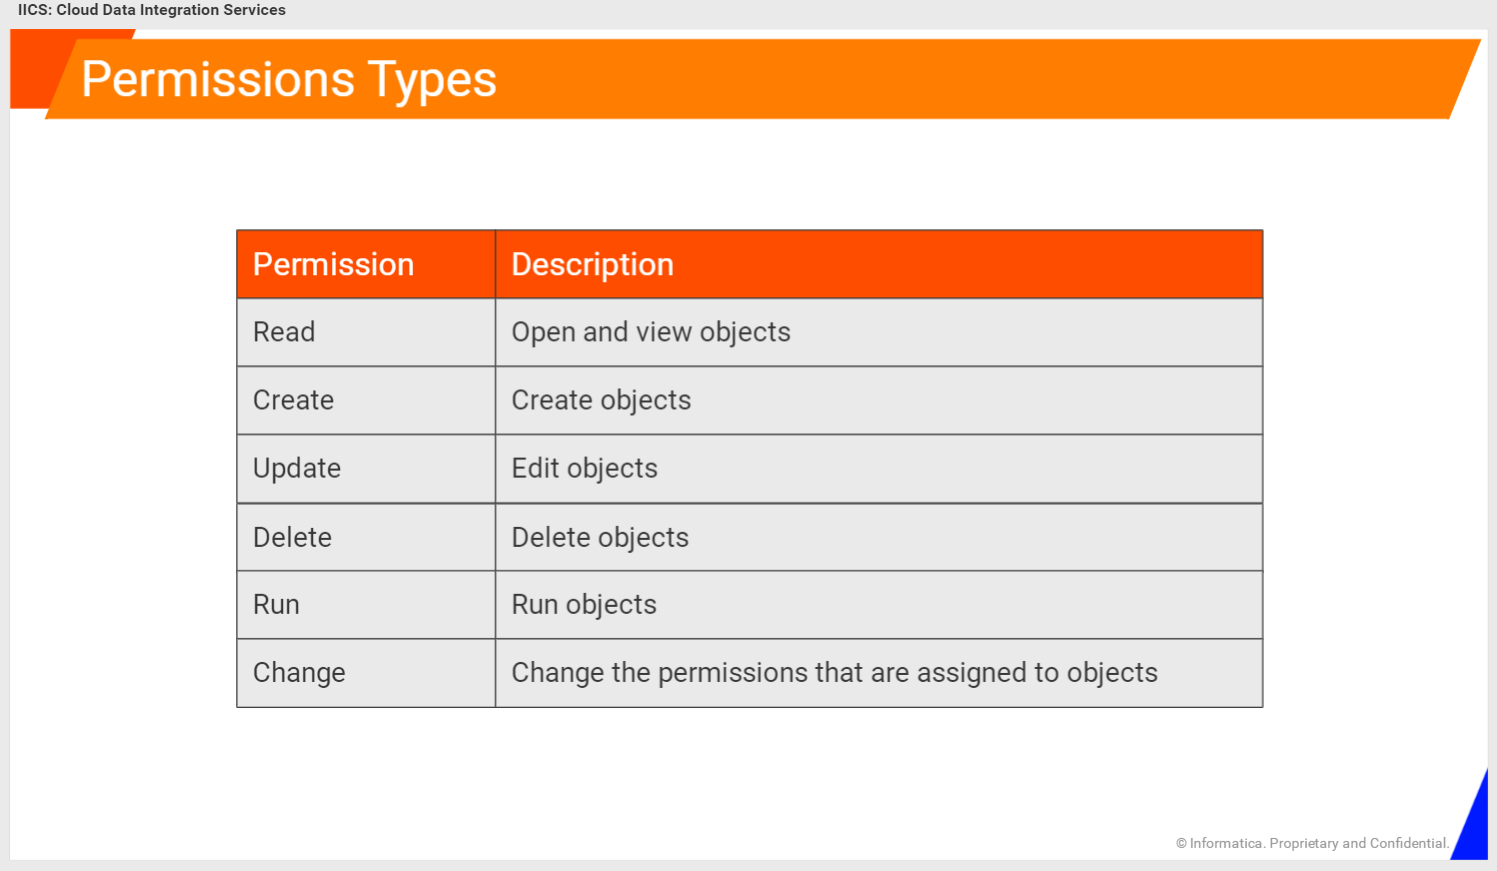 IICS: Cloud Data Integration Services
Permissions Types
Permission Description
Read Open and view objects
Create Create objects
Update Edit objects
Delete Delete objects
Run Run objects
Change Change the permissions that are assigned to objects
© Informatica. Proprietary and Confidential.